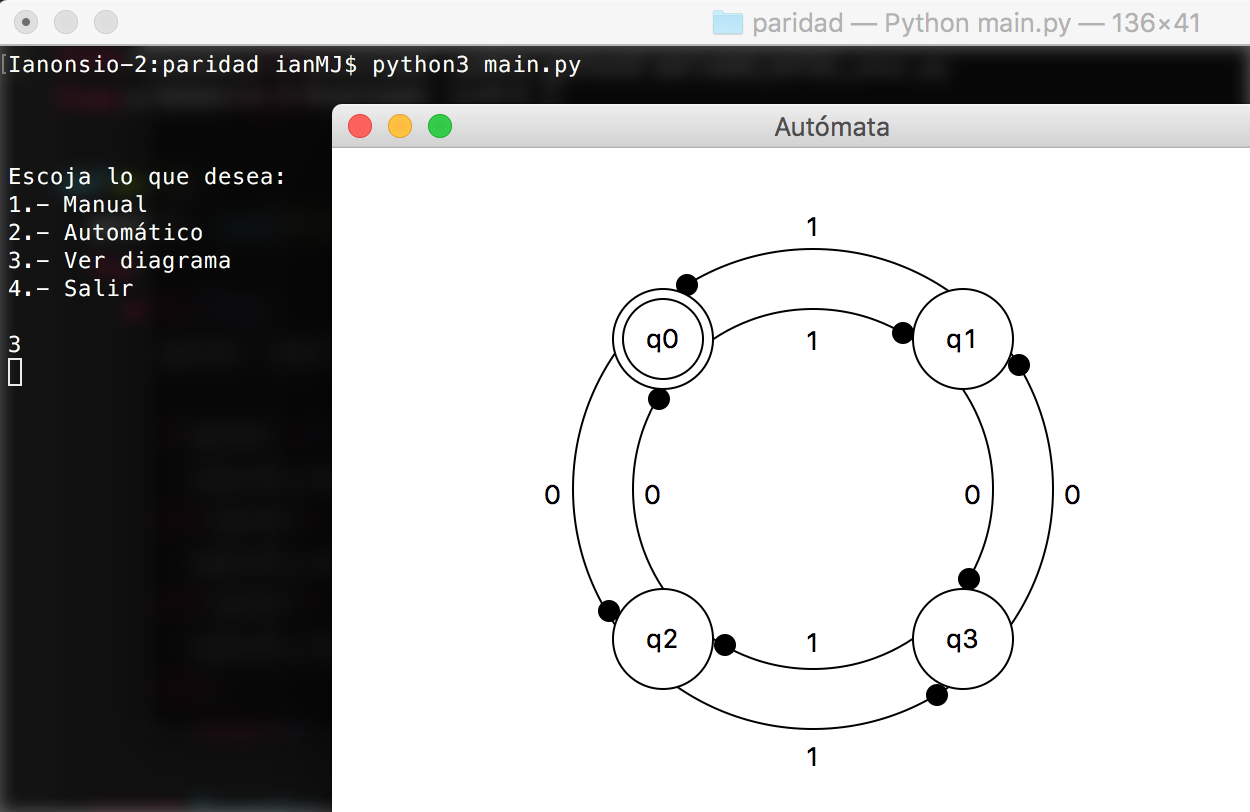 paridad — Python main.py — 136×41
[Ianonsio-2:paridad ianMJ$ python3 main.py
Autómata
Escoja lo que desea:
1.- Manual
2.- Automático
3.- Ver diagrama
4.- Salir
3
1
q0
1
q1
0
0
0
0
q2
1
q3
1